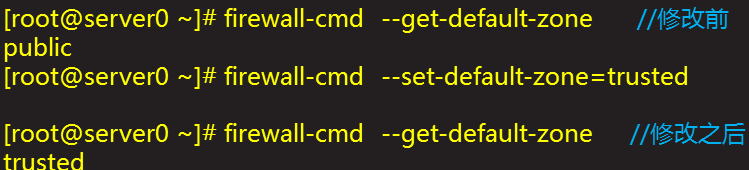 [root@server0 ~]# firewall-cmd --get-default-zone //修改前
public
[root@server0 ~]# firewall-cmd --set-default-zone=trusted
[root@server0 ~]# firewall-cmd --get-default-zone //修改之后
trusted